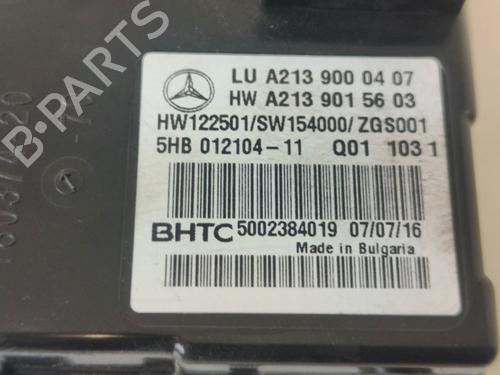 LU A213 900 04 07
HW A213 901 56 03
HW122501/SW154000/ZGS001
5HB 012104-11 Q01 103 1
BHTC 5002384019 07/07/16
Made in Bulgaria